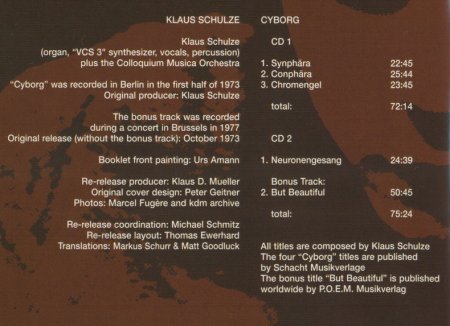 KLAUS SCHULZE
Klaus Schulze
(organ, "VCS 3" synthesizer, vocals, percussion)
plus the Colloquium Musica Orchestra
"Cyborg" was recorded in Berlin in the first half of 1973
Original producer: Klaus Schulze
The bonus track was recorded
during a concert in Brussels in 1977
Original release (without the bonus track): October 1973
Booklet front painting: Urs Amann
Re-release producer: Klaus D. Mueller
Original cover design: Peter Geitner
Photos: Marcel Fugère and kdm archive
Re-release coordination: Michael Schmitz
Re-release layout: Thomas Ewerhard
Translations: Markus Schurr & Matt Goodluck
CYBORG
CD 1
1. Synphära 22:45
2. Conphära 25:44
3. Chromengel 23:45
total: 72:14
CD 2
1. Neuronengesang 24:39
Bonus Track:
2. But Beautiful 50:45
total: 75:24
All titles are composed by Klaus Schulze
The four "Cyborg" titles are published
by Schacht Musikverlage
The bonus title "But Beautiful" is published
worldwide by P.O.E.M. Musikverlag